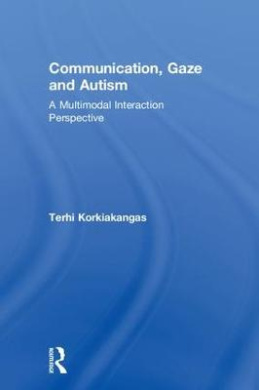 Communication, Gaze
and Autism
A Multimodal Interaction
Perspective
Terhi Korkiakangas
ROUTLEDGE